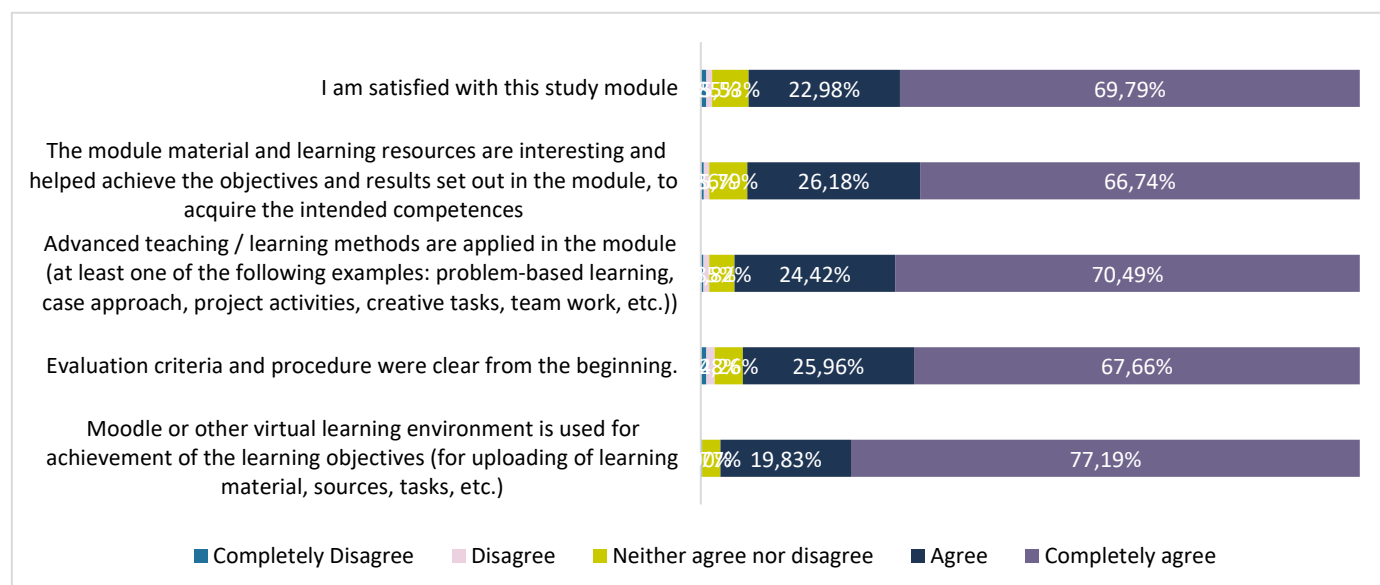 I am satisfied with this study module
22,98%
69,79%
The module material and learning resources are interesting and
helped achieve the objectives and results set out in the module, to
acquire the intended competences
26,18%
66,74%
Advanced teaching / learning methods are applied in the module
(at least one of the following examples: problem-based learning,
case approach, project activities, creative tasks, team work, etc.))
24,42%
70,49%
Evaluation criteria and procedure were clear from the beginning.
25,96%
67,66%
Moodle or other virtual learning environment is used for
achievement of the learning objectives (for uploading of learning
material, sources, tasks, etc.)
19,83%
77,19%
Completely Disagree Disagree Neither agree nor disagree Agree Completely agree